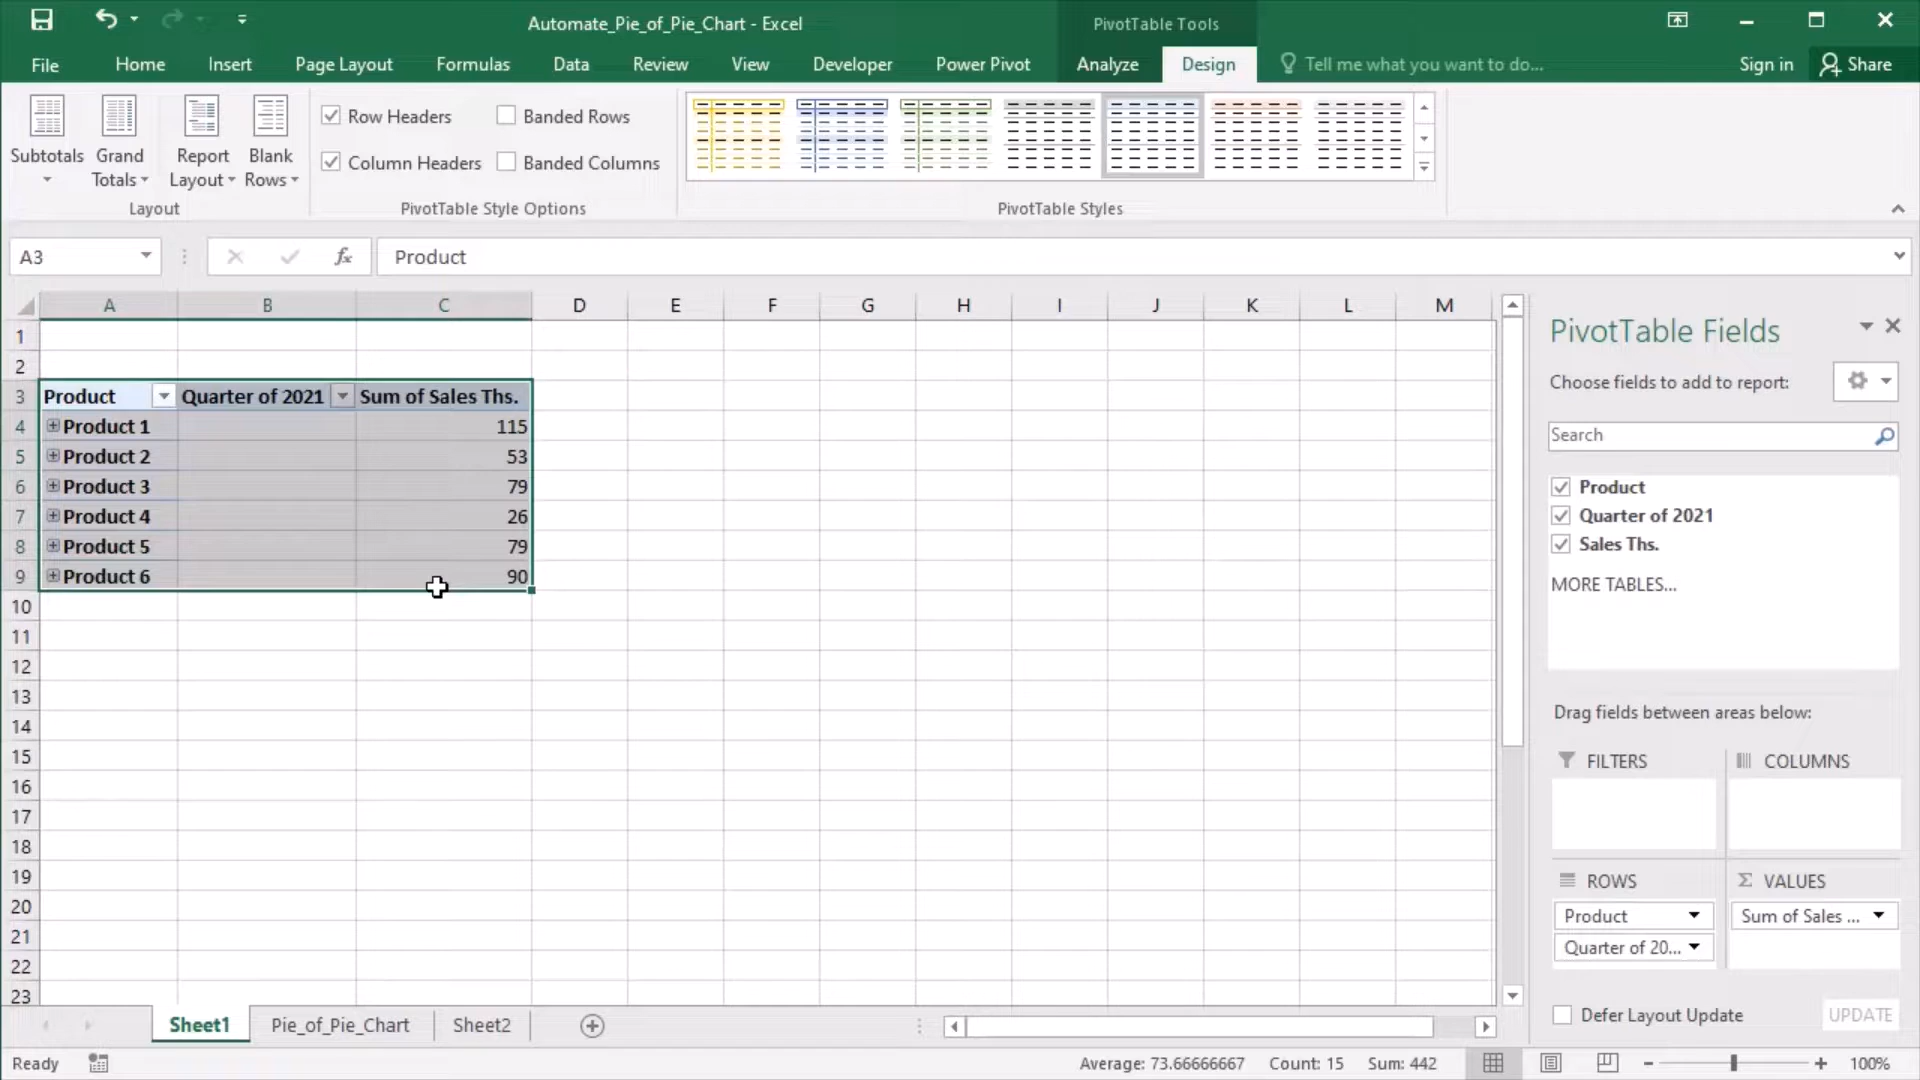 Automate_Pie_of_Pie_Chart - Excel
PivotTable Tools
File Home Insert Page Layout Formulas Data Review View Developer Power Pivot Analyze Design Tell me what you want to do... Sign in Share
Subtotals
Grand Totals
Report Layout
Blank Rows
Layout
Row Headers
Banded Rows
Column Headers
Banded Columns
PivotTable Style Options
PivotTable Styles
A3
fx
Product
A B C D E F G H I J K L M
1
2
3 Product Quarter of 2021 Sum of Sales Ths.
4 Product 1 115
5 Product 2 53
6 Product 3 79
7 Product 4 26
8 Product 5 79
9 Product 6 90
10
11
12
13
14
15
16
17
18
19
20
21
22
23
PivotTable Fields
Choose fields to add to report:
Search
Product
Quarter of 2021
Sales Ths.
MORE TABLES...
Drag fields between areas below:
FILTERS
COLUMNS
ROWS
Σ VALUES
Product
Sum of Sales ...
Quarter of 20...
Defer Layout Update
UPDATE
Sheet1 Pie_of_Pie_Chart Sheet2
Ready
Average: 73.66666667 Count: 15 Sum: 442
100%